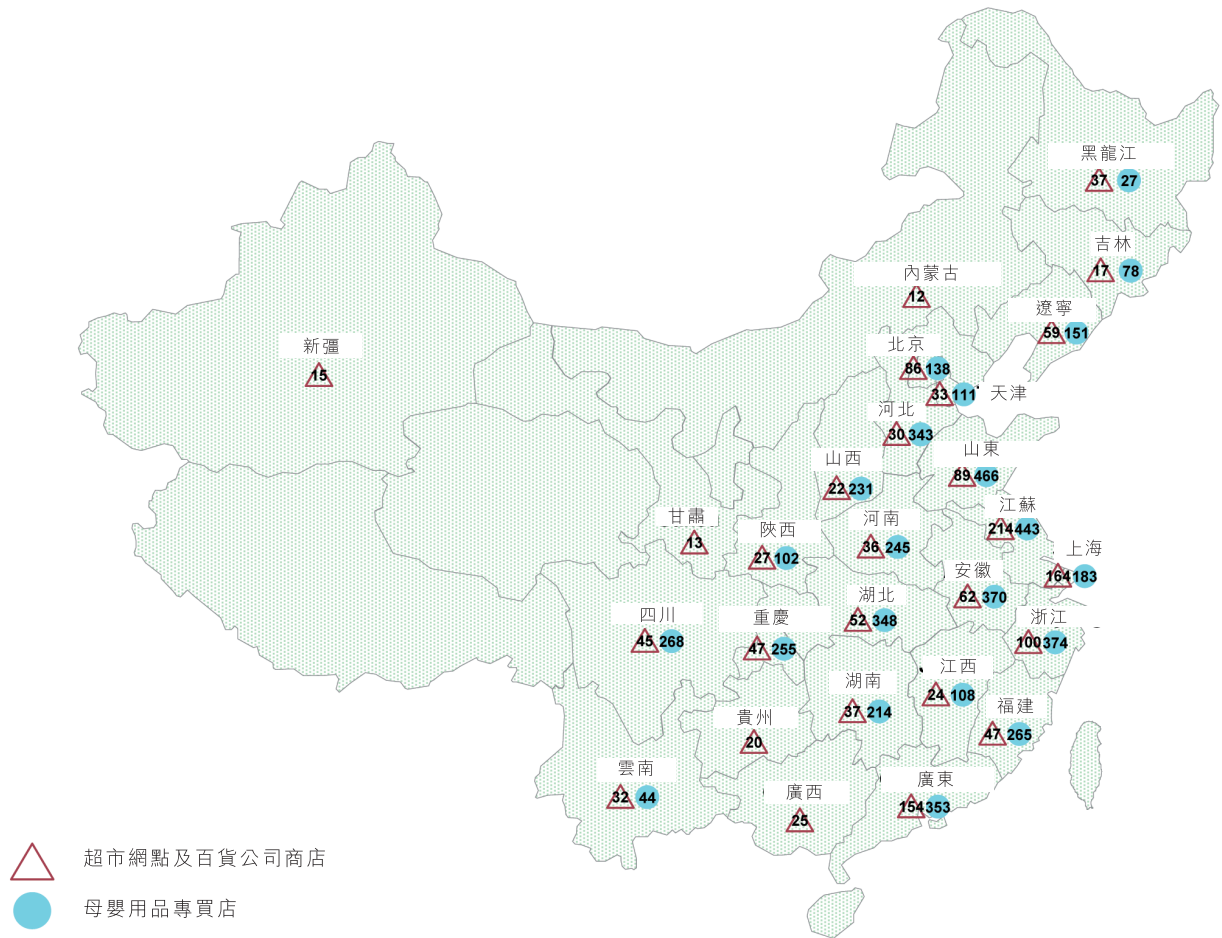 黑龍江
37 27
吉林
17 78
內蒙古
12
遼寧
59 151
新彊
15
北京
86 138
天津
33 111
河北
30 343
山東
89 466
山西
22 231
江蘇
214 443
甘肅
13
陝西
27 102
河南
36 245
上海
164 183
安徽
62 370
湖北
52 348
四川
45 268
重慶
47 255
浙江
100 374
江西
24 108
湖南
37 214
福建
47 265
貴州
20
雲南
32 44
廣西
25
廣東
154 353
超市網點及百貨公司商店
母嬰用品專買店